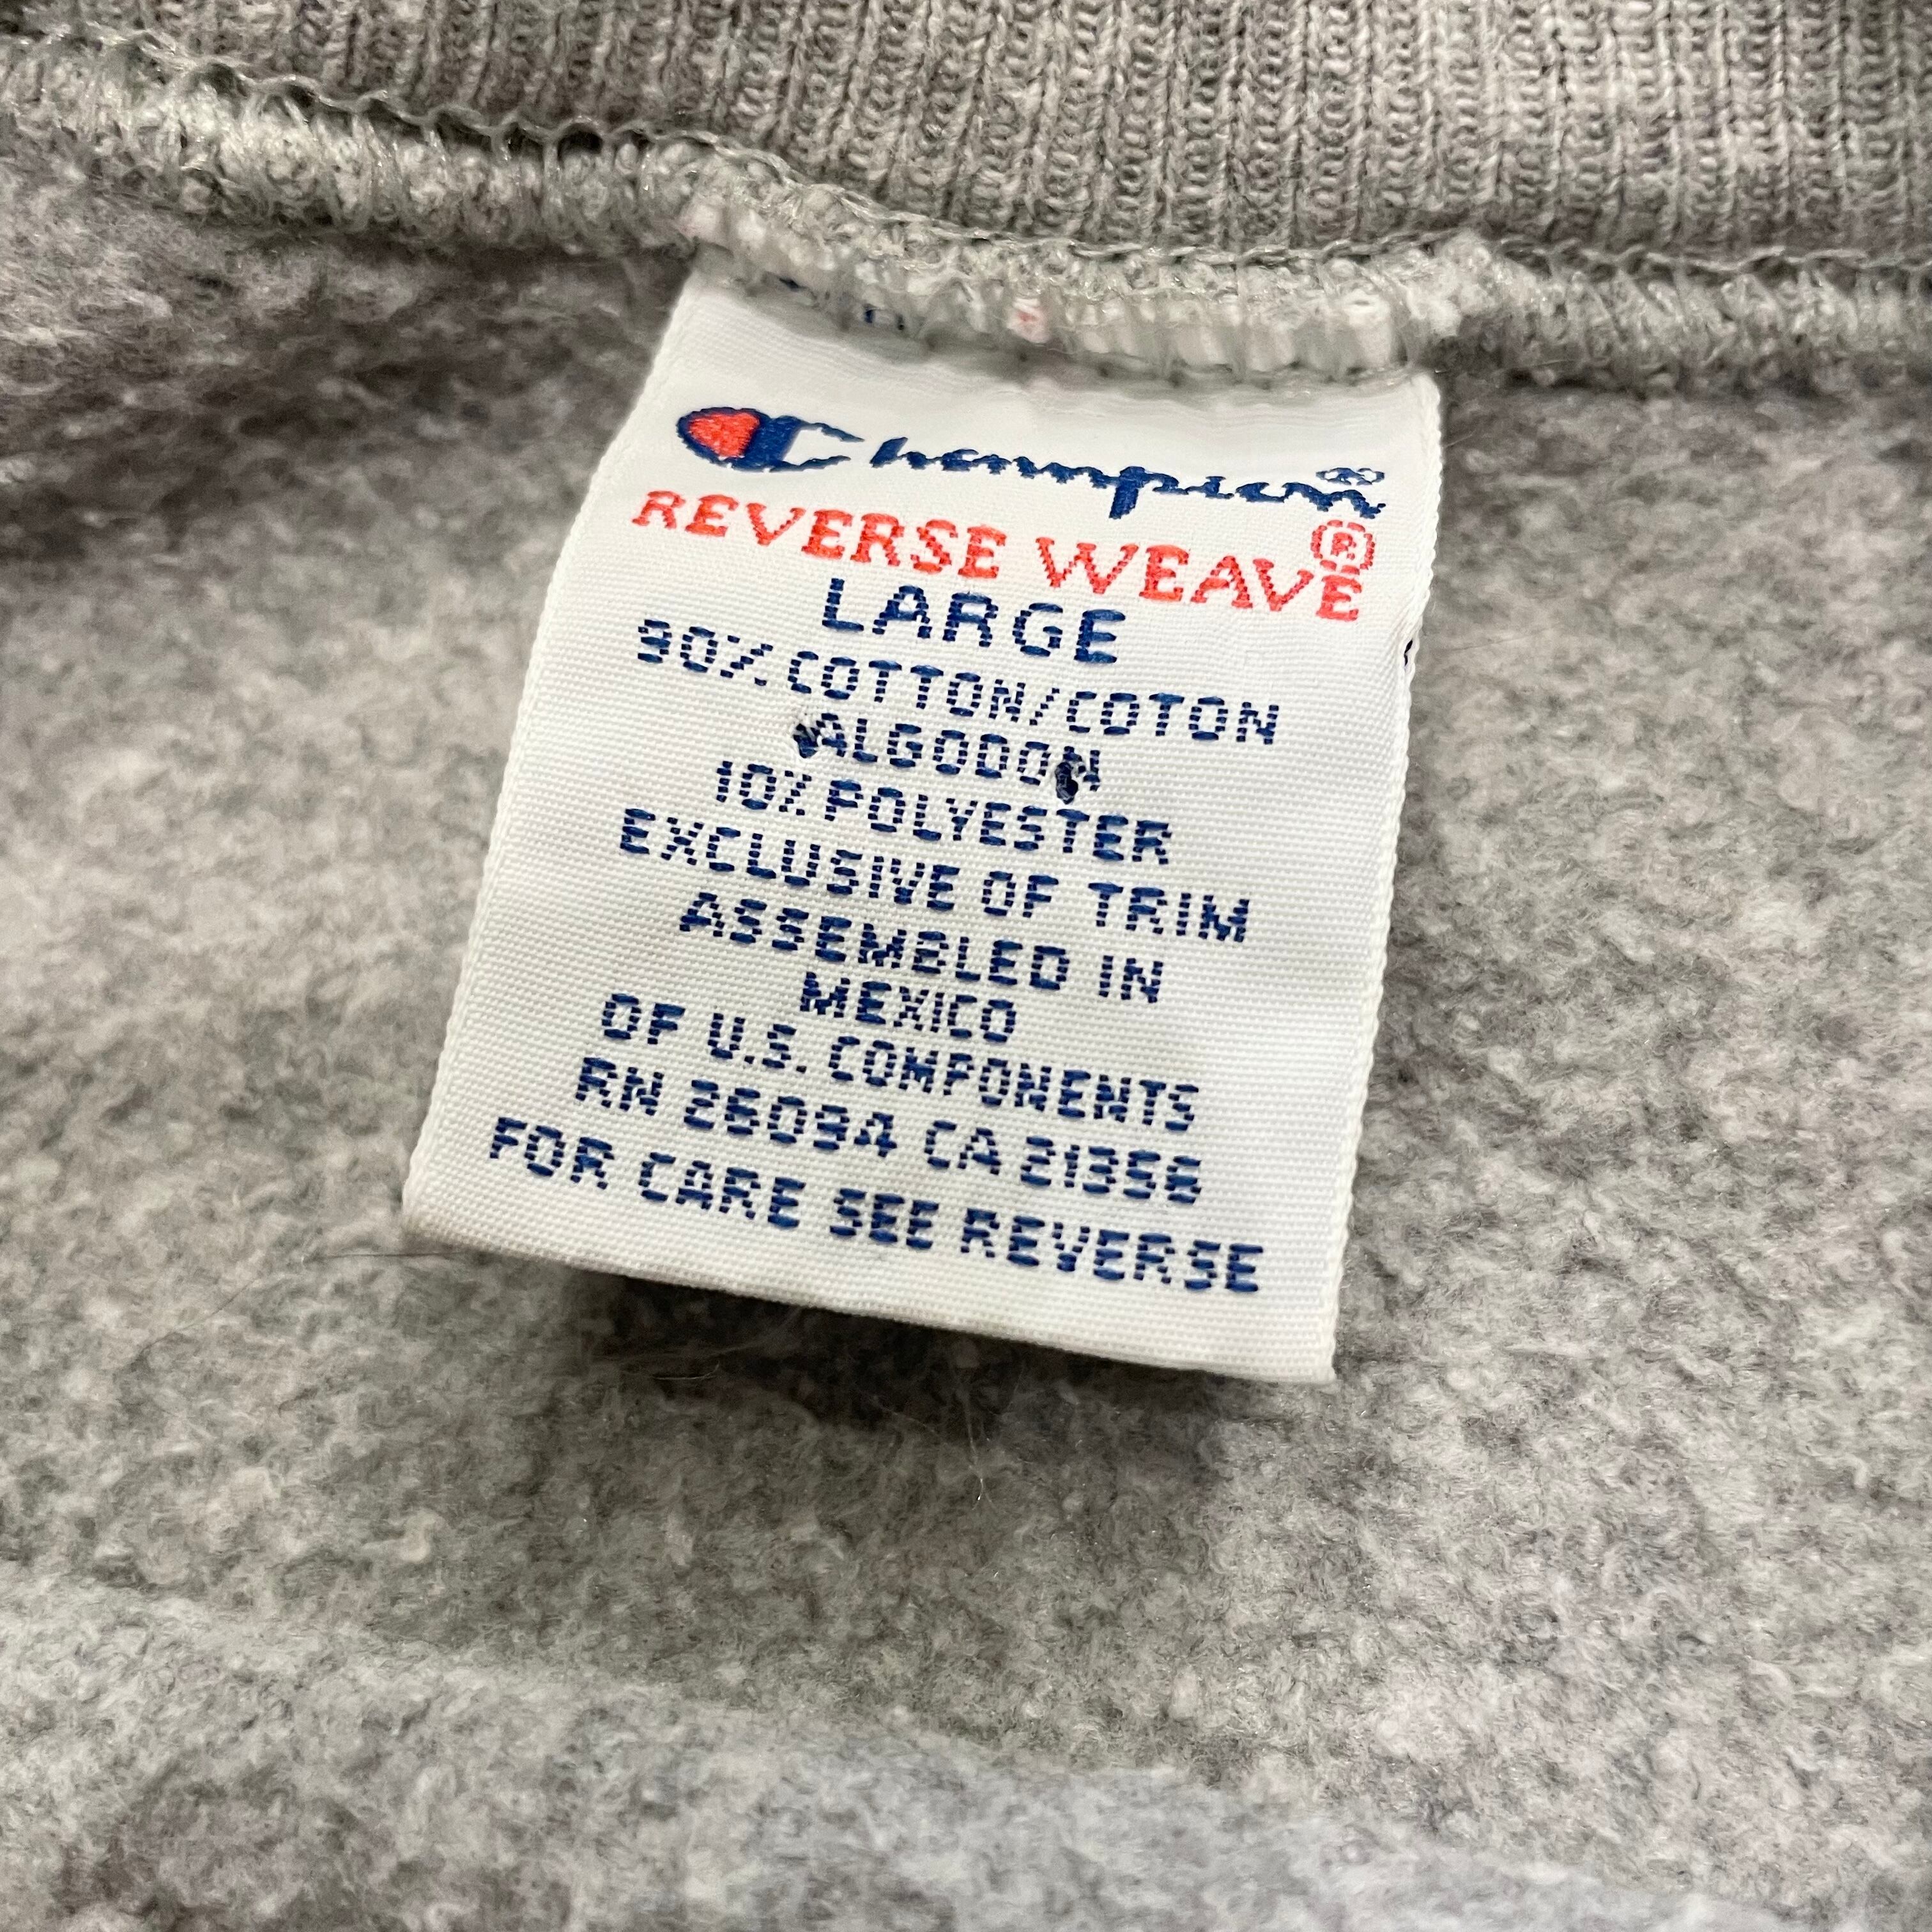 Champion®
REVERSE WEAVE®
LARGE
90% COTTON/COTON
ALGODON
10% POLYESTER
EXCLUSIVE OF TRIM
ASSEMBLED IN
MEXICO
OF U.S. COMPONENTS
RN 26094 CA 21356
FOR CARE SEE REVERSE